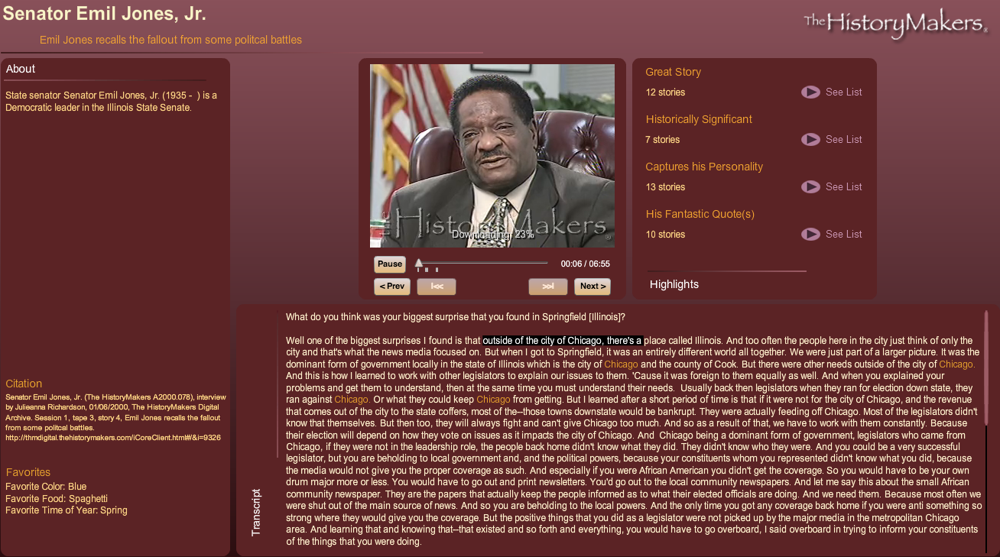 Senator Emil Jones, Jr.
Emil Jones recalls the fallout from some politcal battles
The HistoryMakers®
About
State senator Senator Emil Jones, Jr. (1935 -  ) is a
Democratic leader in the Illinois State Senate.
Citation
Senator Emil Jones, Jr. (The HistoryMakers A2000.078), interview
by Julieanna Richardson, 01/06/2000, The HistoryMakers Digital
Archive. Session 1, tape 3, story 4, Emil Jones recalls the fallout
from some politcal battles.
http://thmdigital.thehistorymakers.com/iCoreClient.html#/&i=9326
Favorites
Favorite Color: Blue
Favorite Food: Spaghetti
Favorite Time of Year: Spring
The HistoryMakers®
Downloading: 23%
Pause
00:06 / 06:55
< Prev
|<<
>>|
Next >
Great Story
12 stories
See List
Historically Significant
7 stories
See List
Captures his Personality
13 stories
See List
His Fantastic Quote(s)
10 stories
See List
Highlights
Transcript
What do you think was your biggest surprise that you found in Springfield [Illinois]?
Well one of the biggest surprises I found is that outside of the city of Chicago, there's a place called Illinois. And too often the people here in the city just think of only the
city and that's what the news media focused on. But when I got to Springfield, it was an entirely different world all together. We were just part of a larger picture. It was the
dominant form of government locally in the state of Illinois which is the city of Chicago and the county of Cook. But there were other needs outside of the city of Chicago.
And this is how I learned to work with other legislators to explain our issues to them. 'Cause it was foreign to them equally as well. And when you explained your
problems and get them to understand, then at the same time you must understand their needs.  Usually back then legislators when they ran for election down state, they
ran against Chicago. Or what they could keep Chicago from getting. But I learned after a short period of time is that if it were not for the city of Chicago, and the revenue
that comes out of the city to the state coffers, most of the--those towns downstate would be bankrupt. They were actually feeding off Chicago. Most of the legislators didn't
know that themselves. But then too, they will always fight and can't give Chicago too much. And so as a result of that, we have to work with them constantly. Because
their election will depend on how they vote on issues as it impacts the city of Chicago. And  Chicago being a dominant form of government, legislators who came from
Chicago, if they were not in the leadership role, the people back home didn't know what they did. They didn't know who they were. And you could be a very successful
legislator, but you are beholding to local government and, and the political powers, because your constituents whom you represented didn't know what you did, because
the media would not give you the proper coverage as such. And especially if you were African American you didn't get the coverage. So you would have to be your own
drum major more or less. You would have to go out and print newsletters. You'd go out to the local community newspapers. And let me say this about the small African
community newspaper. They are the papers that actually keep the people informed as to what their elected officials are doing. And we need them. Because most often we
were shut out of the main source of news. And so you are beholding to the local powers. And the only time you got any coverage back home if you were anti something so
strong where they would give you the coverage. But the positive things that you did as a legislator were not picked up by the major media in the metropolitan Chicago
area. And learning that and knowing that--that existed and so forth and everything, you would have to go overboard, I said overboard in trying to inform your constituents
of the things that you were doing.